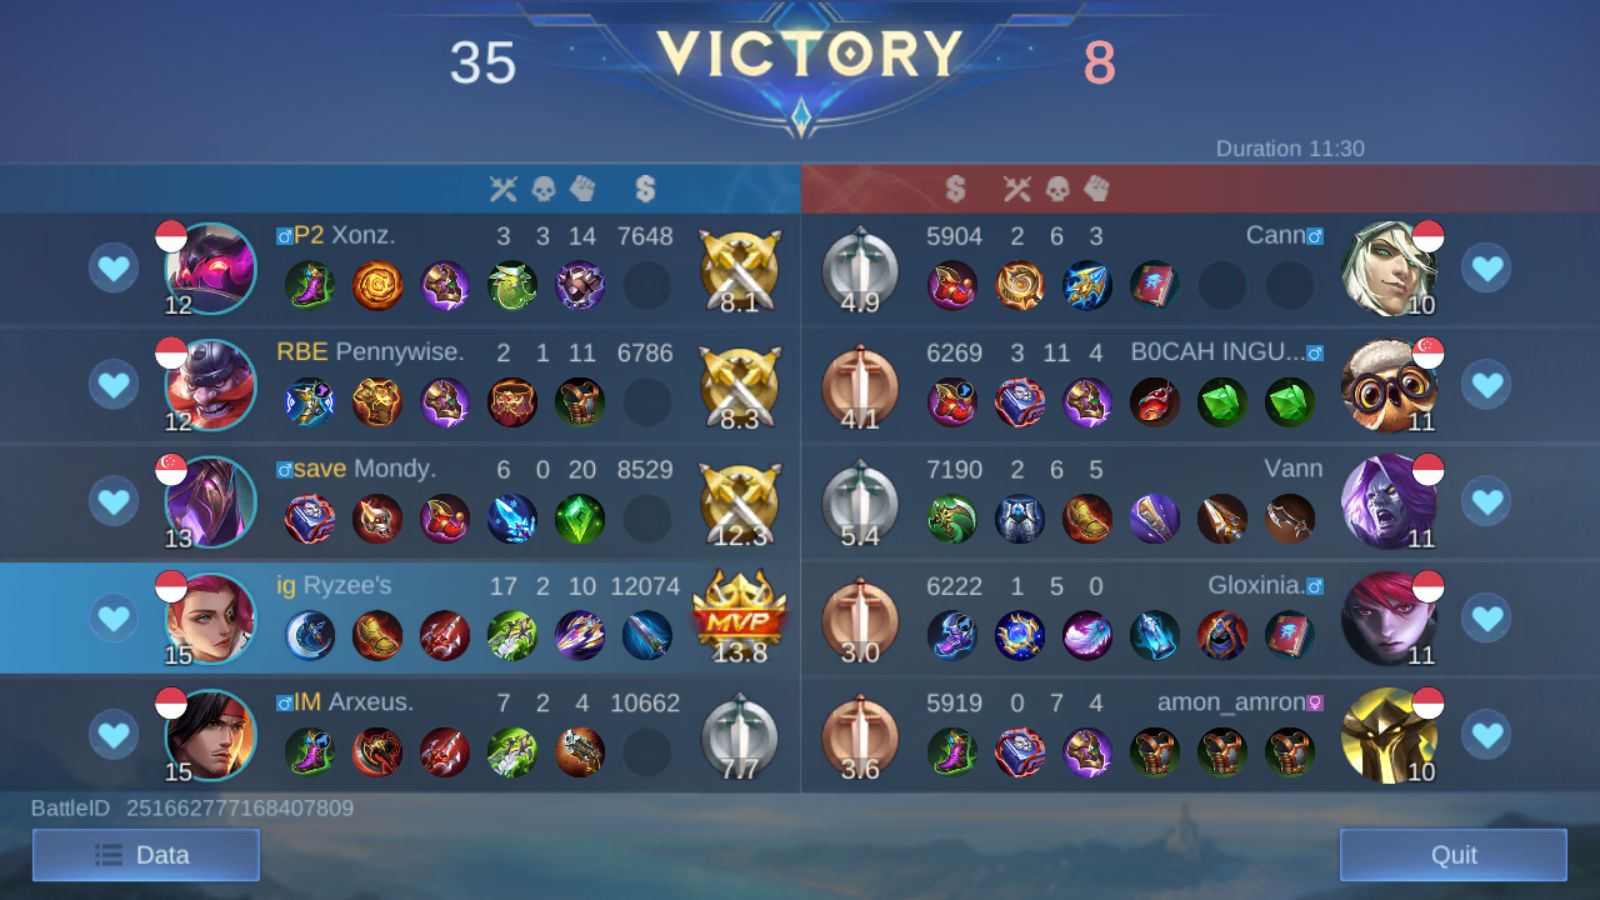 35 VICTORY 8
Duration 11:30
P2 Xonz. 3 3 14 7648
12 8.1
5904 2 6 3 Cann
4.9 10
RBE Pennywise. 2 1 11 6786
12 8.3
6269 3 11 4 B0CAH INGU...
4.1 11
save Mondy. 6 0 20 8529
13 12.3
7190 2 6 5 Vann
5.4 11
ig Ryzee's 17 2 10 12074
MVP
15 13.8
6222 1 5 0 Gloxinia.
3.0 11
IM Arxeus. 7 2 4 10662
15 7.7
5919 0 7 4 amon_amron
3.6 10
BattleID 251662777168407809
Data
Quit